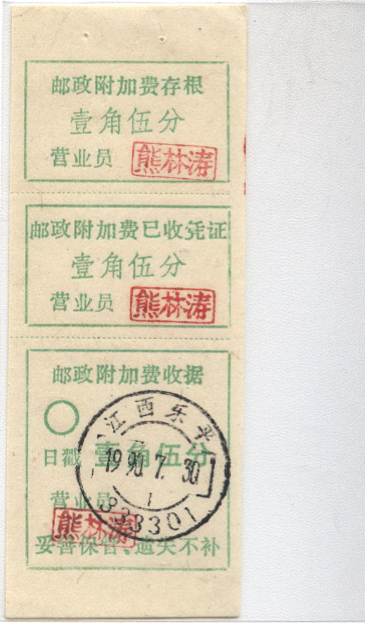 邮政附加费存根
壹角伍分
营业员 熊林涛
邮政附加费已收凭证
壹角伍分
营业员 熊林涛
邮政附加费收据
江西乐平
日戳 壹角伍分
1990.7.30
1
营业员
333301
熊林涛
妥善保管、遗失不补